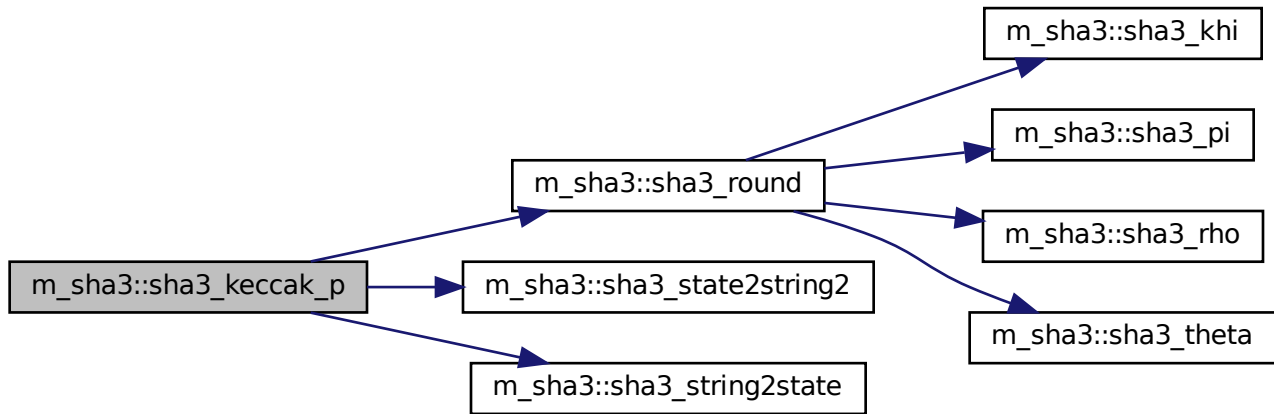 m_sha3::sha3_khi
m_sha3::sha3_pi
m_sha3::sha3_round
m_sha3::sha3_rho
m_sha3::sha3_keccak_p
m_sha3::sha3_state2string2
m_sha3::sha3_theta
m_sha3::sha3_string2state